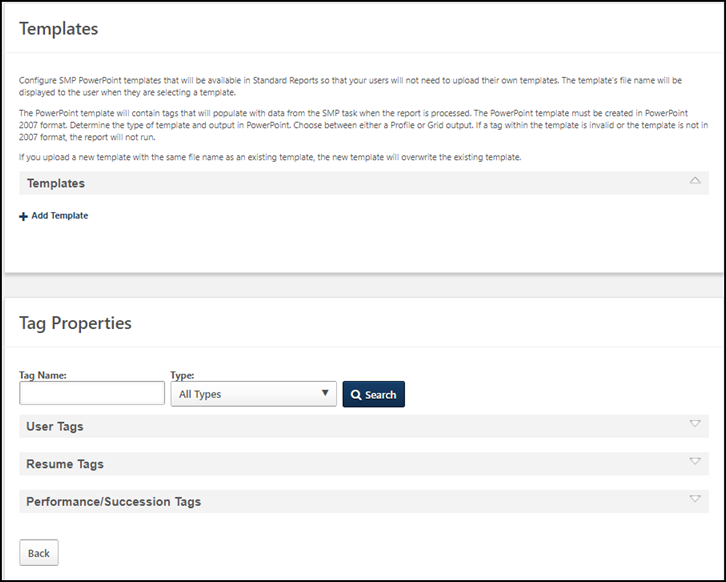 Templates
Configure SMP PowerPoint templates that will be available in Standard Reports so that your users will not need to upload their own templates. The template's file name will be
displayed to the user when they are selecting a template.
The PowerPoint template will contain tags that will populate with data from the SMP task when the report is processed. The PowerPoint template must be created in PowerPoint
2007 format. Determine the type of template and output in PowerPoint. Choose between either a Profile or Grid output. If a tag within the template is invalid or the template is not in
2007 format, the report will not run.
If you upload a new template with the same file name as an existing template, the new template will overwrite the existing template.
Templates
Add Template
Tag Properties
Tag Name: Type:
All Types Search
User Tags
Resume Tags
Performance/Succession Tags
Back